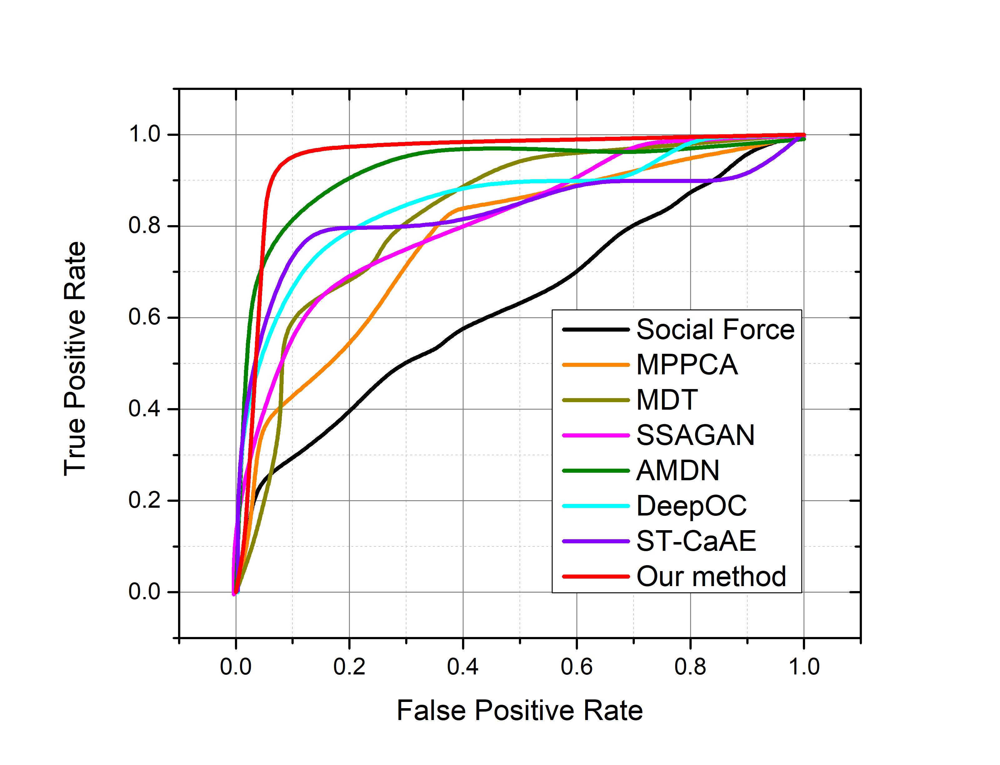 1.0
0.8
0.6
0.4
0.2
0.0
True Positive Rate
Social Force
MPPCA
MDT
SSAGAN
AMDN
DeepOC
ST-CaAE
Our method
0.0 0.2 0.4 0.6 0.8 1.0
False Positive Rate